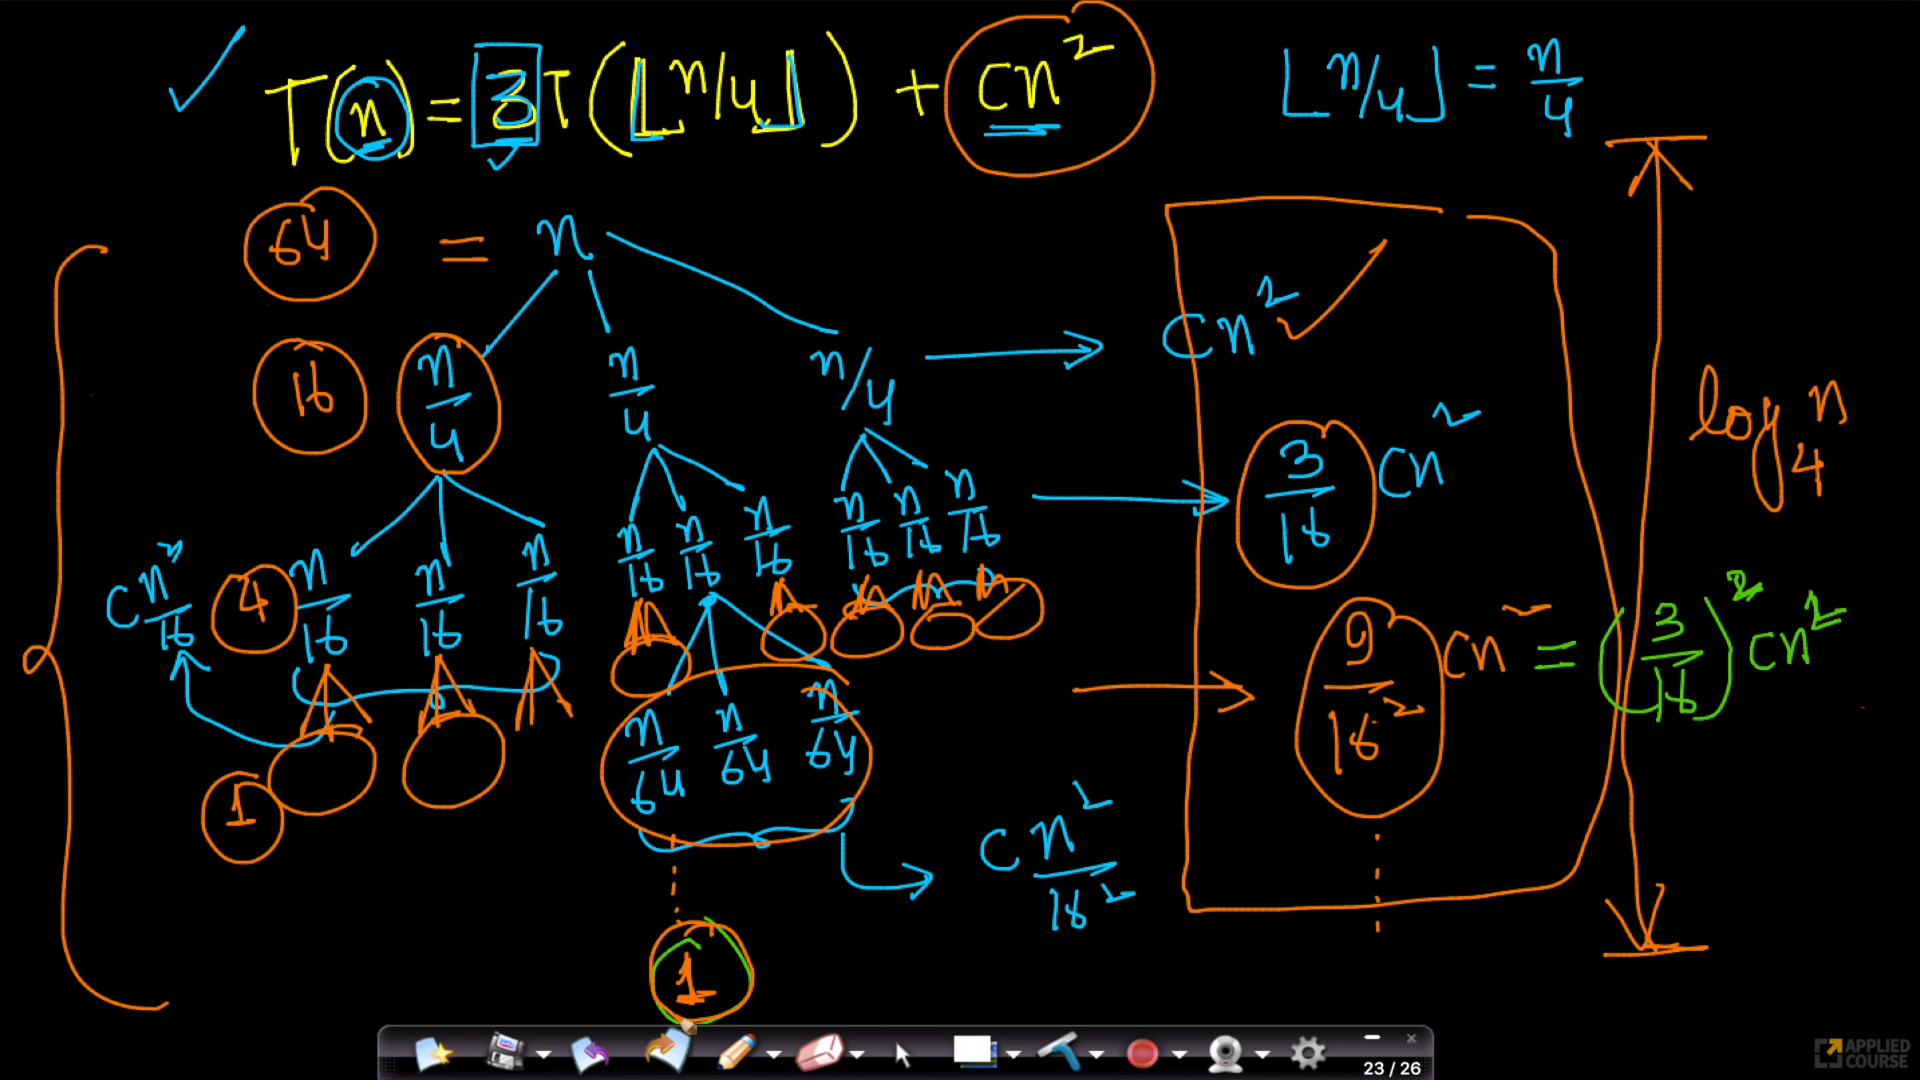 T(n) = 3T(⌊n/4⌋) + cn² ⌊n/4⌋ = n/4
64 = n
16 n/4 n/4 n/4 → cn²
log₄ n
3/16 cn²
n/16 n/16 n/16 n/16 n/16 n/16
cn²/16 4 n/16 n/16 n/16
9/16² cn² = (3/16)² cn²
n/64 n/64 n/64
1
cn²/16²
1
23 / 26
APPLIED
COURSE